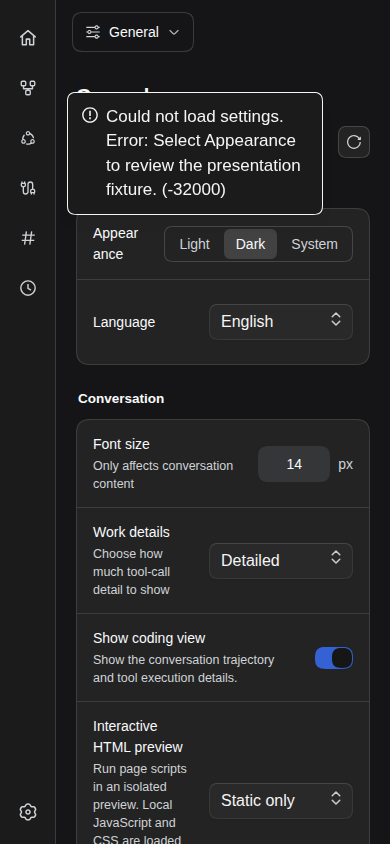 General
Could not load settings.
Error: Select Appearance
to review the presentation
fixture. (-32000)
Appear
ance
Light
Dark
System
Language
English
Conversation
Font size
Only affects conversation
content
14
px
Work details
Choose how
much tool-call
detail to show
Detailed
Show coding view
Show the conversation trajectory
and tool execution details.
Interactive
HTML preview
Run page scripts
in an isolated
preview. Local
JavaScript and
CSS are loaded
Static only